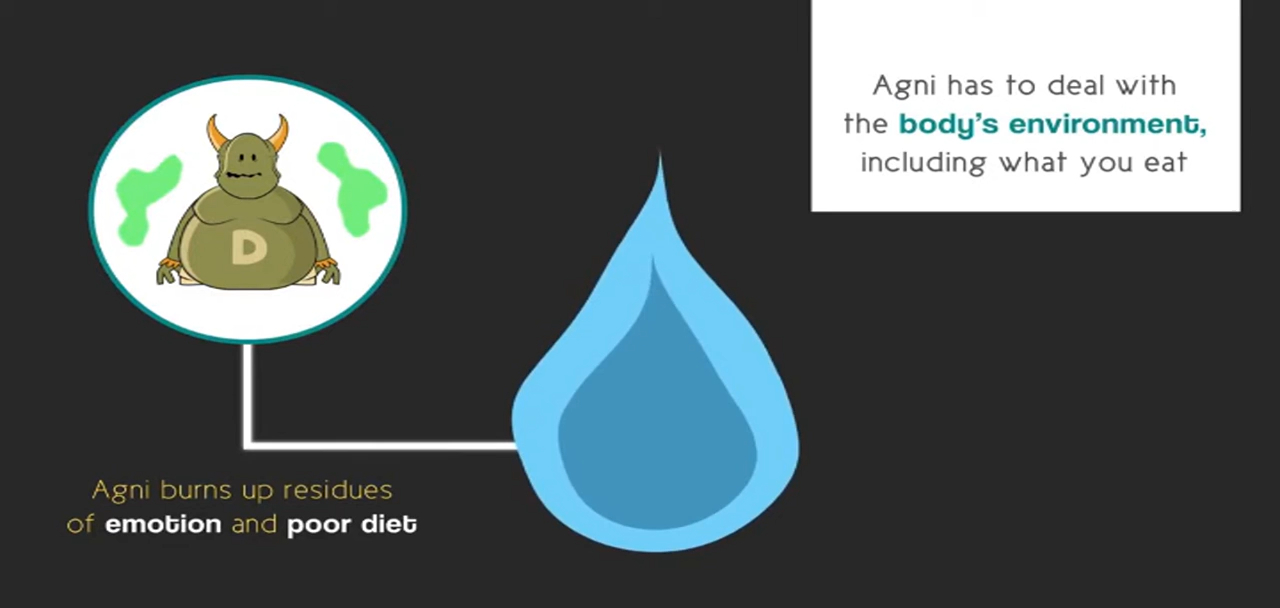 Agni has to deal with
the body's environment,
including what you eat
D
Agni burns up residues
of emotion and poor diet